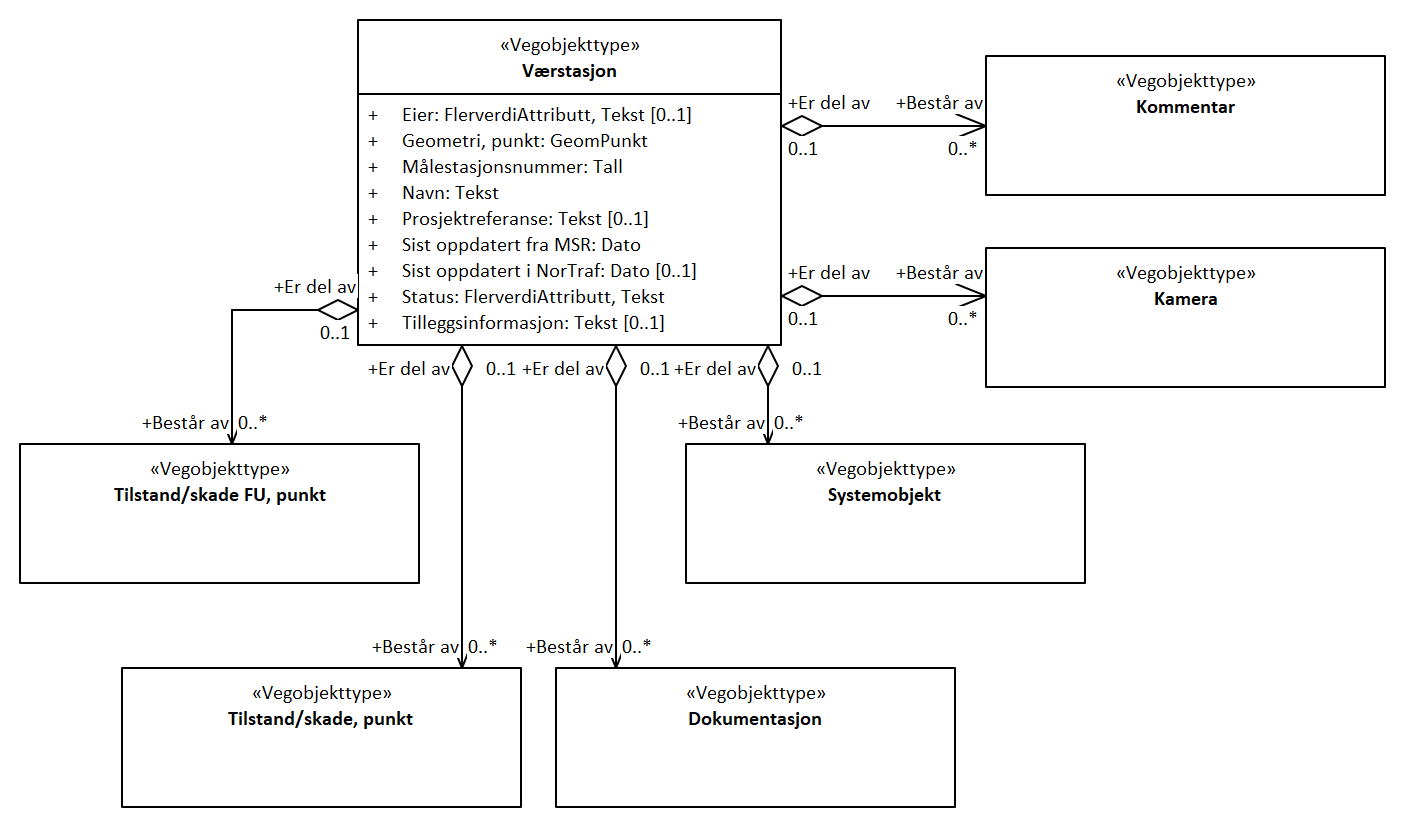 «Vegobjekttype»
Værstasjon
+ Eier: FlerverdiAttributt, Tekst [0..1]
+ Geometri, punkt: GeomPunkt
+ Målestasjonsnummer: Tall
+ Navn: Tekst
+ Prosjektreferanse: Tekst [0..1]
+ Sist oppdatert fra MSR: Dato
+ Sist oppdatert i NorTraf: Dato [0..1]
+ Status: FlerverdiAttributt, Tekst
+ Tilleggsinformasjon: Tekst [0..1]
+Er del av +Består av
0..1 0..*
«Vegobjekttype»
Kommentar
+Er del av +Består av
0..1 0..*
«Vegobjekttype»
Kamera
+Er del av
0..1
+Er del av 0..1 +Er del av 0..1 +Er del av 0..1
+Består av 0..*
+Består av 0..*
«Vegobjekttype»
Tilstand/skade FU, punkt
«Vegobjekttype»
Systemobjekt
+Består av 0..* +Består av 0..*
«Vegobjekttype»
Tilstand/skade, punkt
«Vegobjekttype»
Dokumentasjon